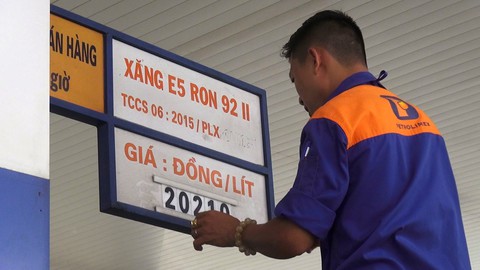 ÁN HÀNG
giờ
XĂNG E5 RON 92 II
TCCS 06 : 2015 / PLX
GIÁ : ĐỒNG / LÍT
20210
P
PETROLIMEX